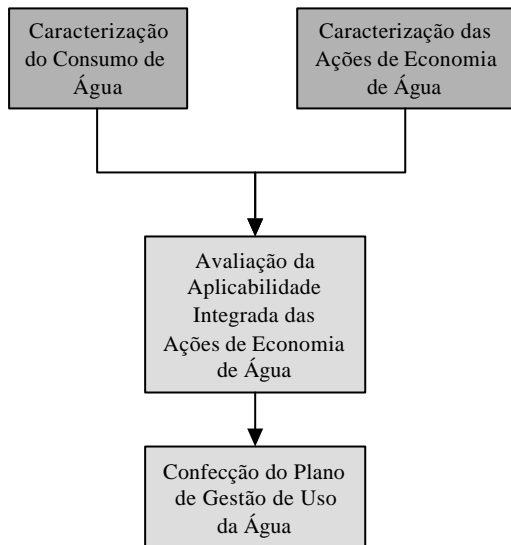 Caracterização
do Consumo de
Água
Caracterização das
Ações de Economia
de Água
Avaliação da
Aplicabilidade
Integrada das
Ações de Economia
de Água
Confecção do Plano
de Gestão de Uso
da Água